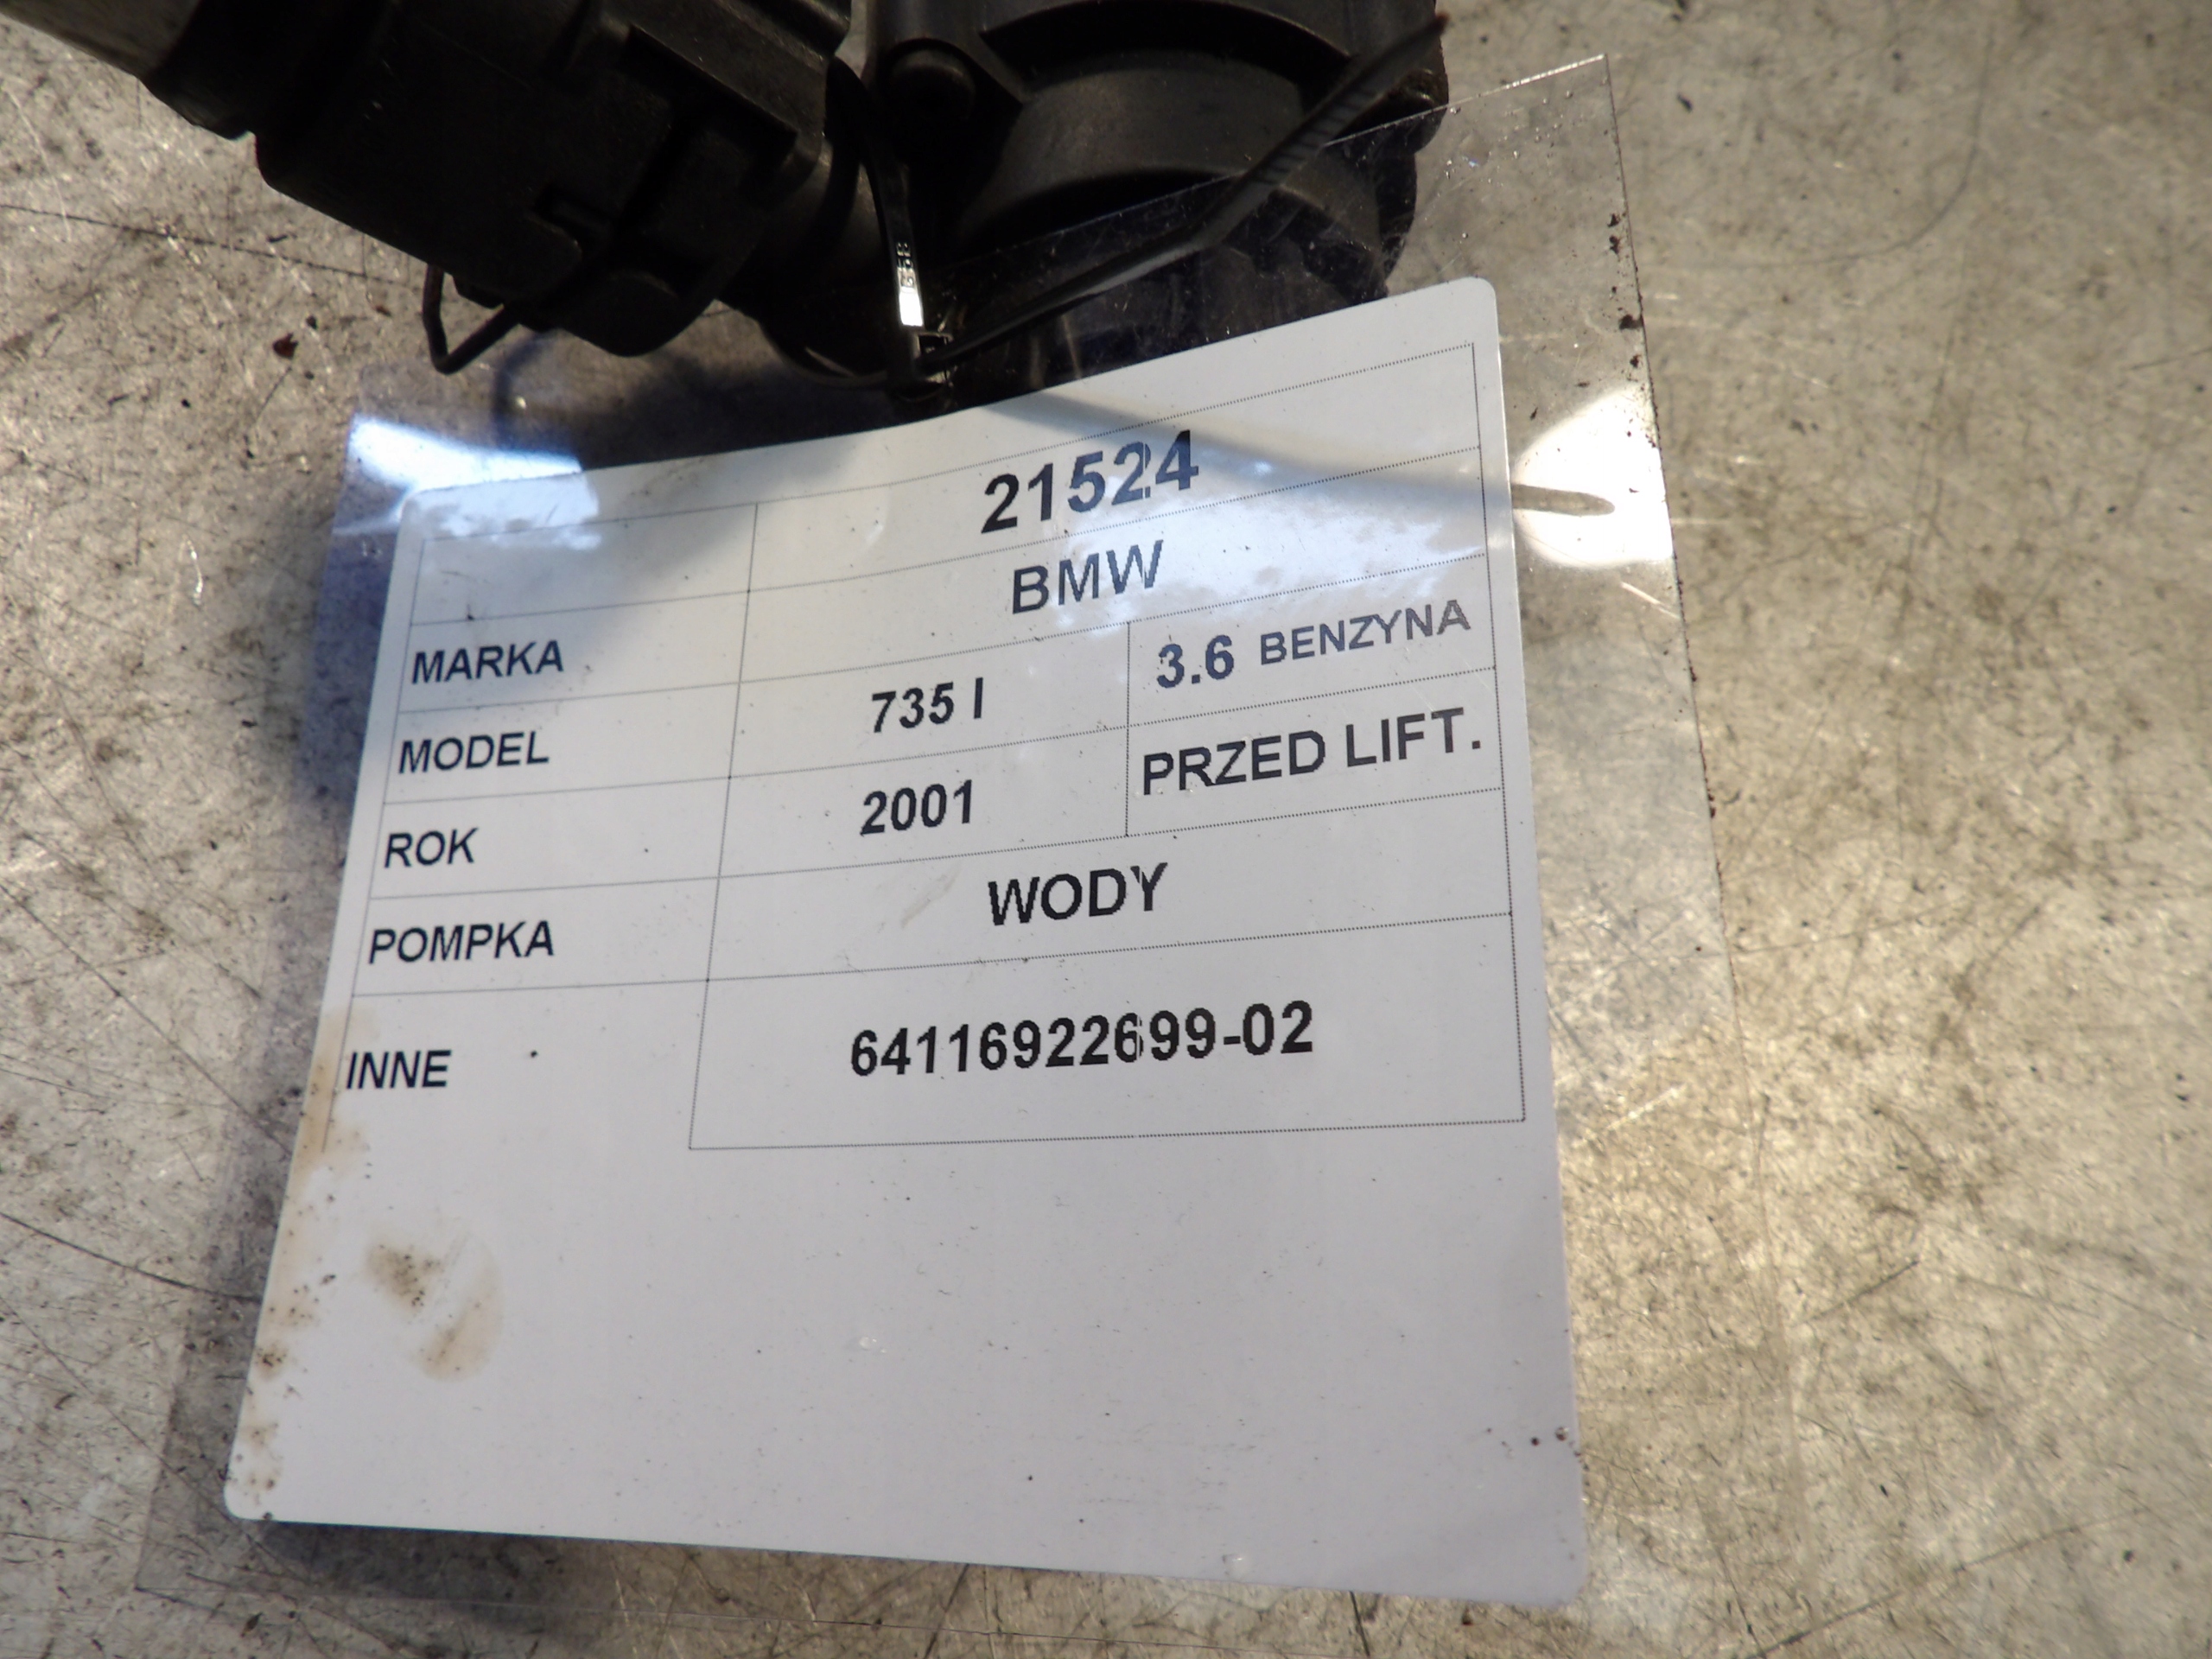 21524
MARKA BMW
MODEL 735 I 3.6 BENZYNA
ROK 2001 PRZED LIFT.
POMPKA WODY
INNE 64116922699-02